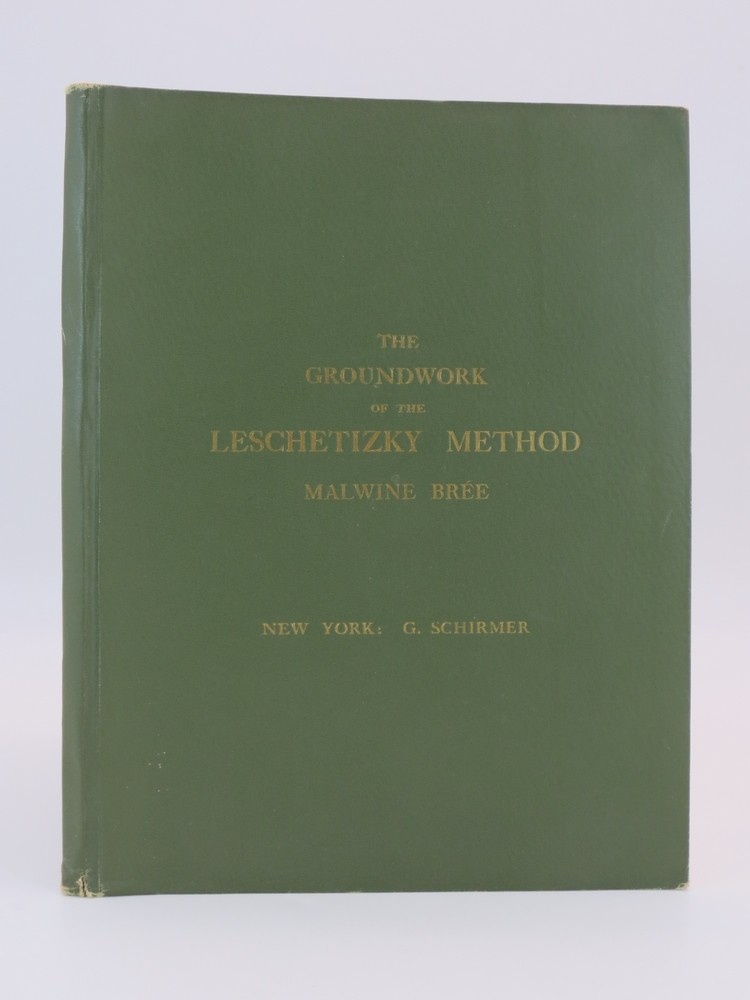 THE
GROUNDWORK
OF THE
LESCHETIZKY METHOD
MALWINE BRÉE
NEW YORK: G. SCHIRMER